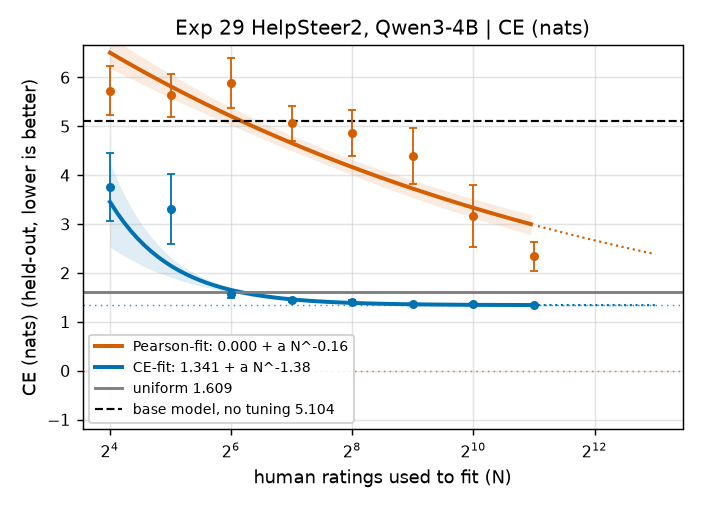 Exp 29 HelpSteer2, Qwen3-4B | CE (nats)
CE (nats) (held-out, lower is better)
6
5
4
3
2
1
0
−1
Pearson-fit: 0.000 + a N^-0.16
CE-fit: 1.341 + a N^-1.38
uniform 1.609
base model, no tuning 5.104
2^4 2^6 2^8 2^10 2^12
human ratings used to fit (N)